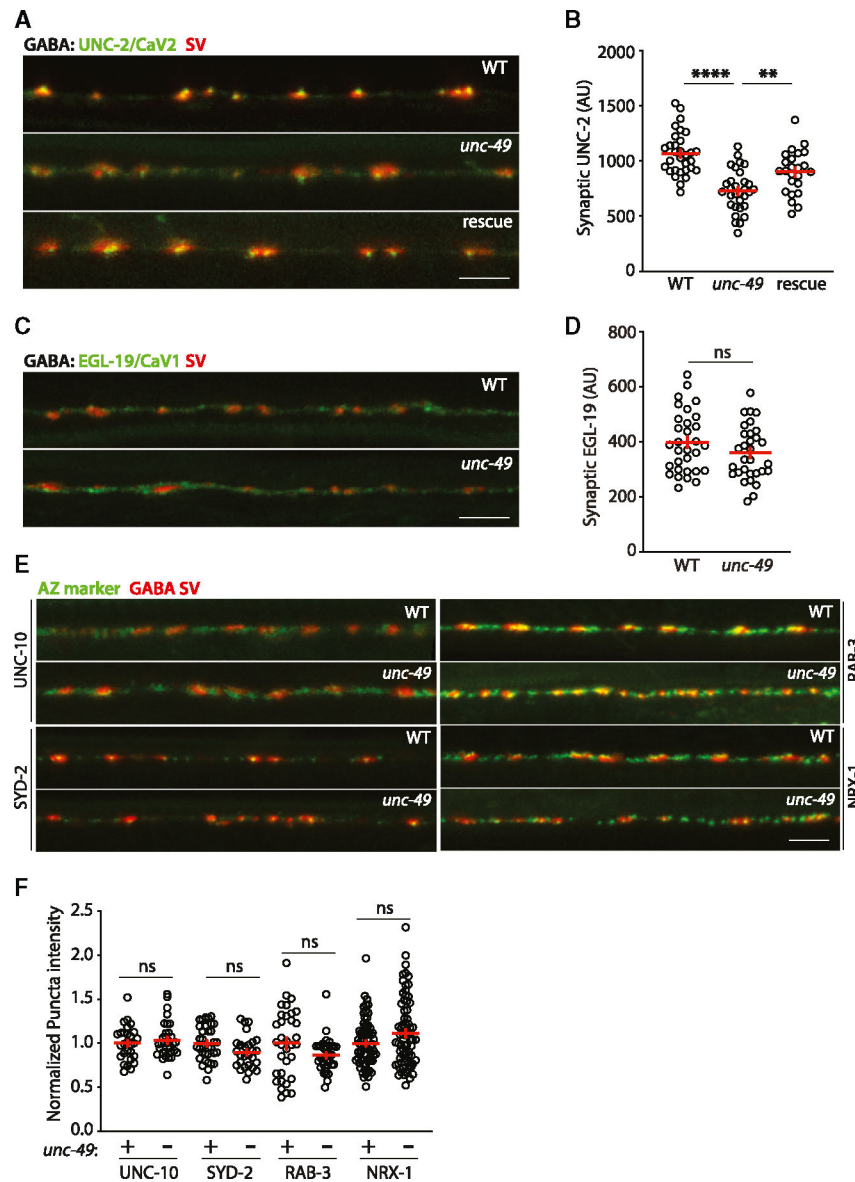 A
GABA: UNC-2/CaV2 SV
WT
unc-49
rescue
B
Synaptic UNC-2 (AU)
2000
1500
1000
500
0
****
**
WT unc-49 rescue
C
GABA: EGL-19/CaV1 SV
WT
unc-49
D
Synaptic EGL-19 (AU)
800
600
400
200
0
ns
WT unc-49
E
AZ marker GABA SV
UNC-10
WT
unc-49
SYD-2
WT
unc-49
WT
unc-49
RAB-3
WT
unc-49
NRX-1
F
Normalized Puncta intensity
2.5
2.0
1.5
1.0
0.5
0.0
ns
ns
ns
ns
unc-49: + − + − + − + −
UNC-10 SYD-2 RAB-3 NRX-1